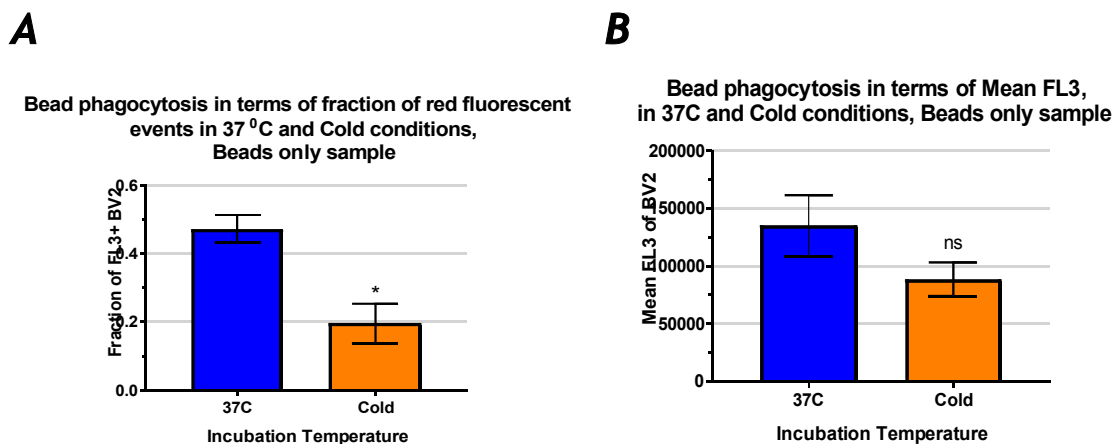 A
Bead phagocytosis in terms of fraction of red fluorescent
events in 37 ⁰C and Cold conditions,
Beads only sample
Fraction of FL3+ BV2
0.6
0.4
0.2
0.0
*
37C
Cold
Incubation Temperature
B
Bead phagocytosis in terms of Mean FL3,
in 37C and Cold conditions, Beads only sample
Mean FL3 of BV2
200000
150000
100000
50000
0
ns
37C
Cold
Incubation Temperature